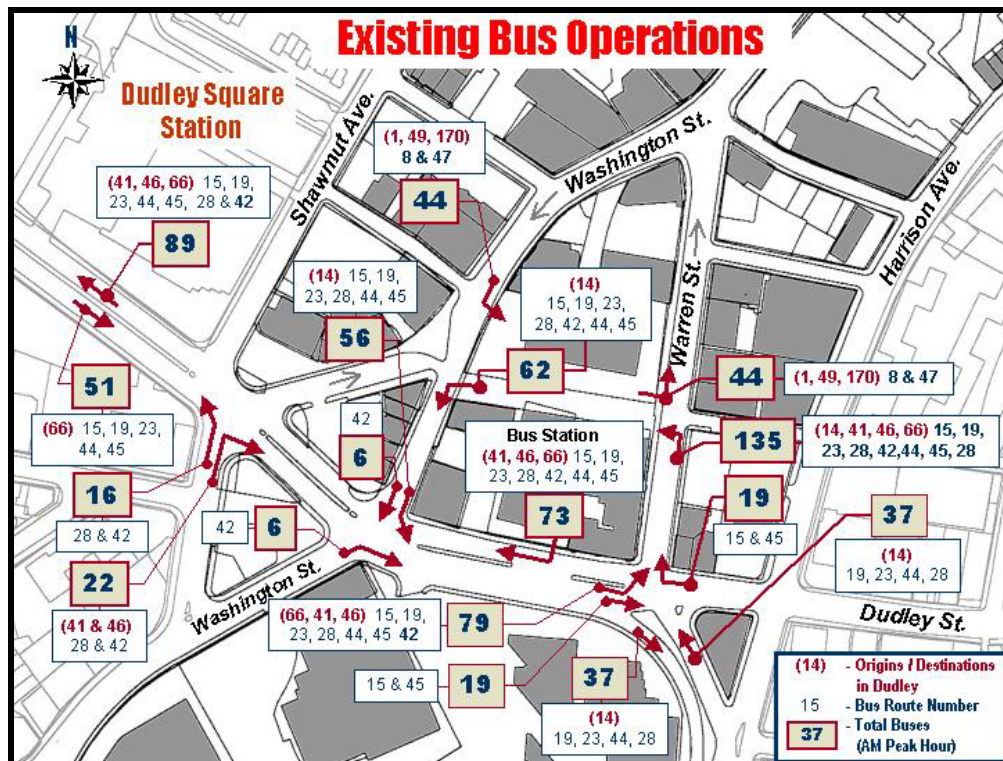 Existing Bus Operations
N
Dudley Square
Station
Shawmut Ave.
(1, 49, 170)
8 & 47
44
Washington St.
Harrison Ave.
(41, 46, 66) 15, 19,
23, 44, 45, 28 & 42
89
(14) 15, 19,
23, 28, 44, 45
56
(14)
15, 19, 23,
28, 42, 44, 45
62
Warren St.
51
(66) 15, 19, 23,
44, 45
44
(1, 49, 170) 8 & 47
42
6
Bus Station
(41, 46, 66) 15, 19,
23, 28, 42, 44, 45
73
135
(14, 41, 46, 66) 15, 19,
23, 28, 42,44, 45, 28
16
28 & 42
19
15 & 45
37
(14)
19, 23, 44, 28
42
6
22
(41 & 46)
28 & 42
Washington St.
(66, 41, 46) 15, 19,
23, 28, 44, 45 42
79
Dudley St.
15 & 45
19
37
(14)
19, 23, 44, 28
(14) - Origins / Destinations
in Dudley
15 - Bus Route Number
37 - Total Buses
(AM Peak Hour)